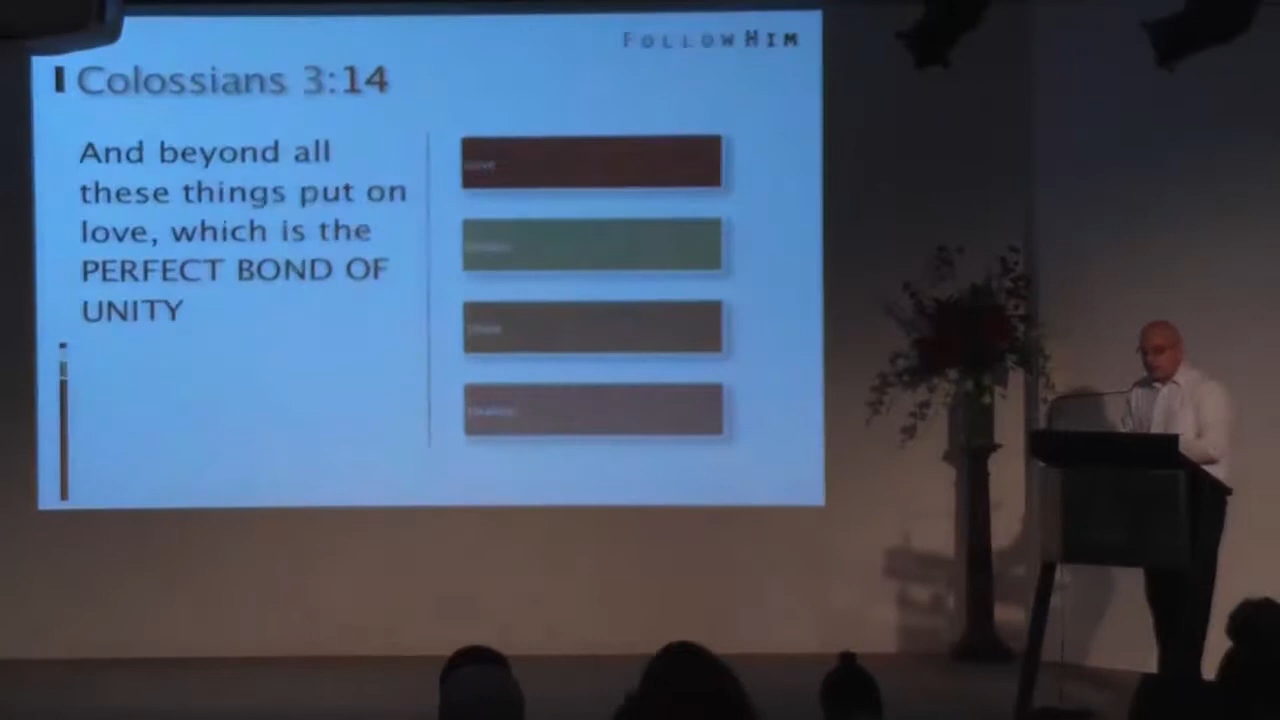 FOLLOW HIM
Colossians 3:14
And beyond all
these things put on
love, which is the
PERFECT BOND OF
UNITY